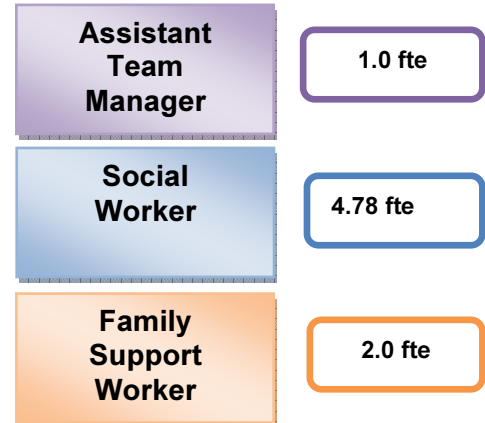 Assistant
Team
Manager
1.0 fte
Social
Worker
4.78 fte
Family
Support
Worker
2.0 fte